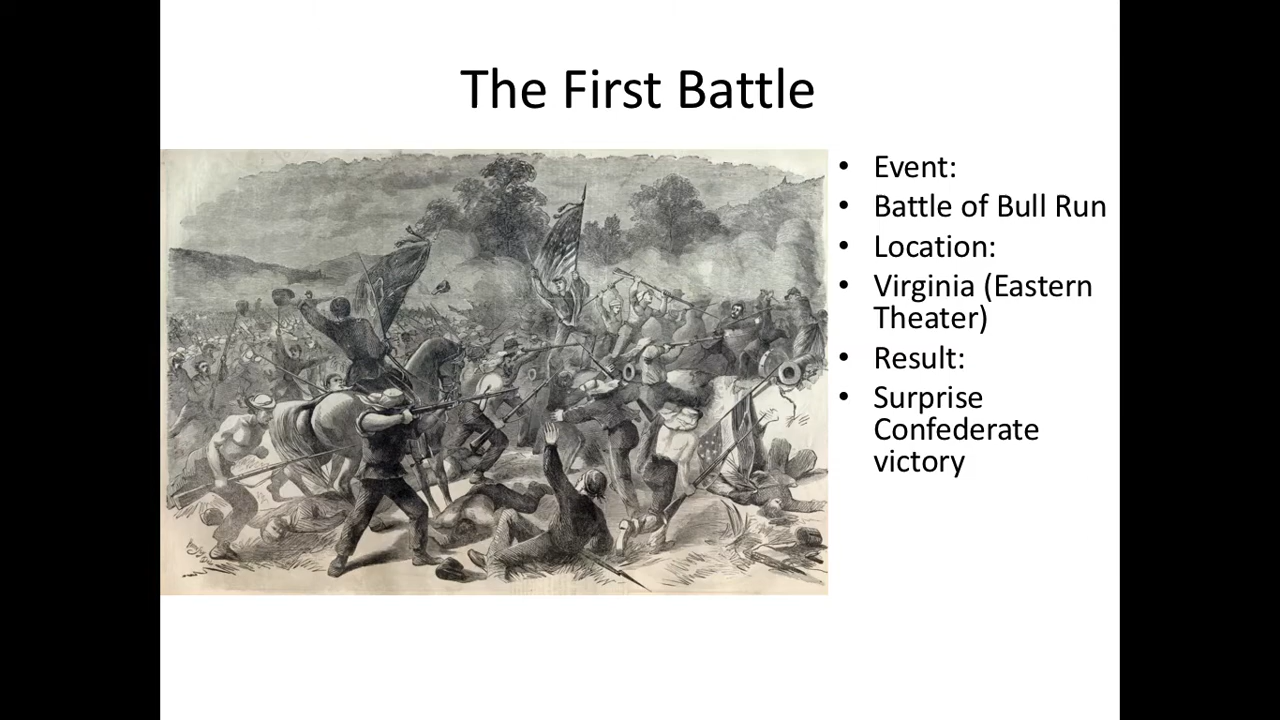 The First Battle
• Event:
• Battle of Bull Run
• Location:
• Virginia (Eastern
Theater)
• Result:
• Surprise
Confederate
victory